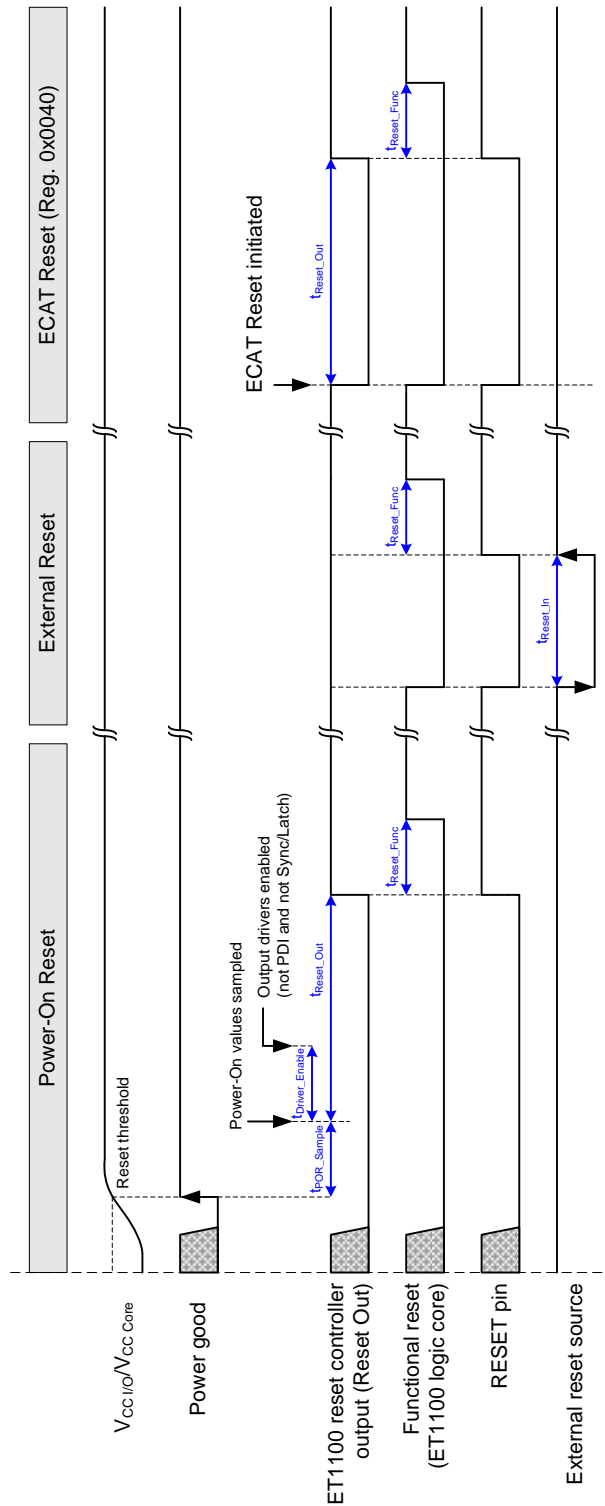 Power-On Reset
External Reset
ECAT Reset (Reg. 0x0040)
VCC I/O/VCC Core
Reset threshold
Power good
Power-On values sampled
Output drivers enabled
(not PDI and not Sync/Latch)
ECAT Reset initiated
tPOR_Sample
tDriver_Enable
tReset_Out
tReset_Out
ET1100 reset controller
output (Reset Out)
tReset_Func
tReset_Func
tReset_Func
Functional reset
(ET1100 logic core)
RESET pin
tReset_In
External reset source